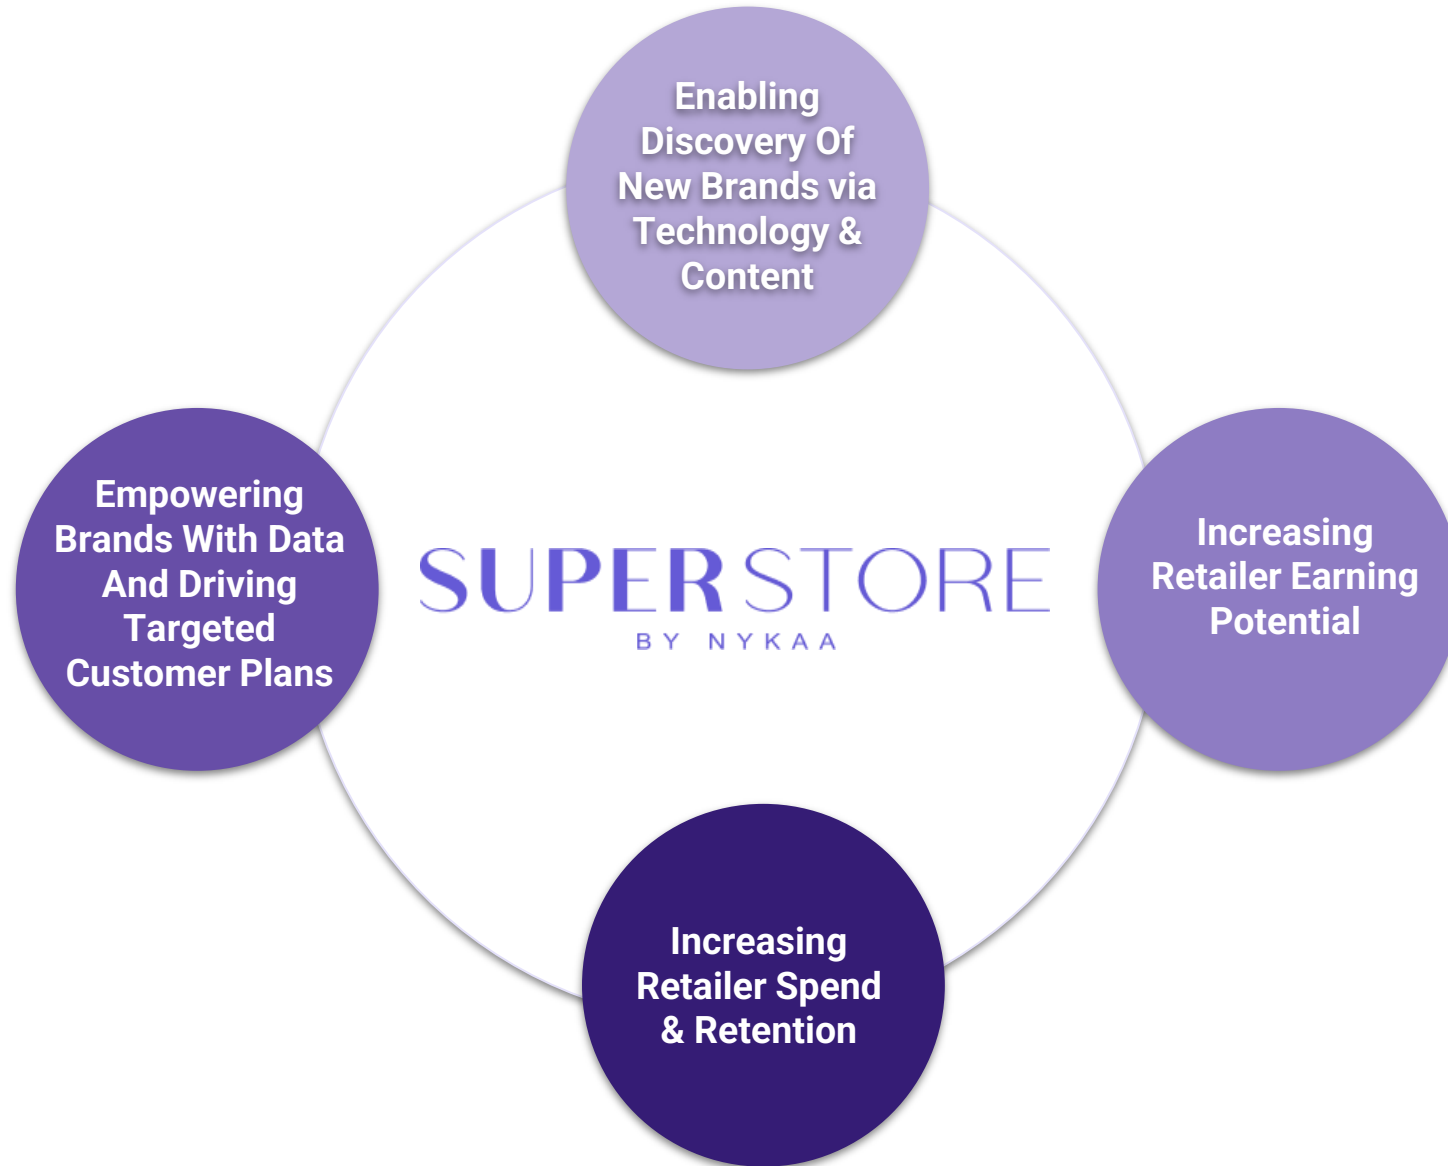 Enabling
Discovery Of
New Brands via
Technology &
Content
Empowering
Brands With Data
And Driving
Targeted
Customer Plans
SUPERSTORE
BY NYKAA
Increasing
Retailer Earning
Potential
Increasing
Retailer Spend
& Retention